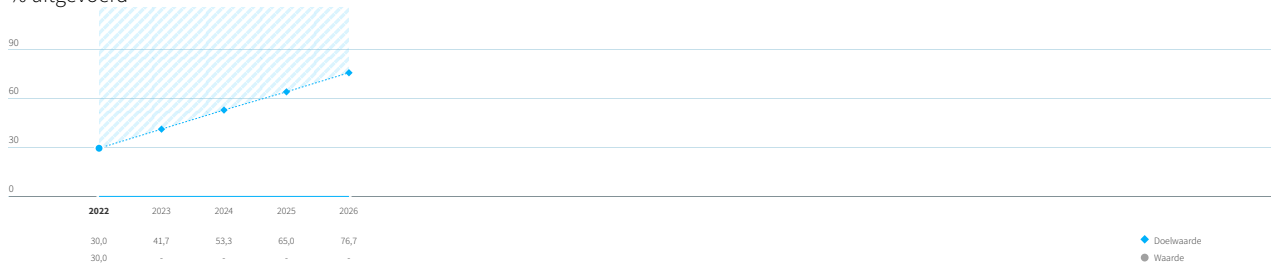 % uitgevoerd
90
60
30
0
2022 2023 2024 2025 2026
30,0 41,7 53,3 65,0 76,7 Doelwaarde
30,0 - - - - Waarde